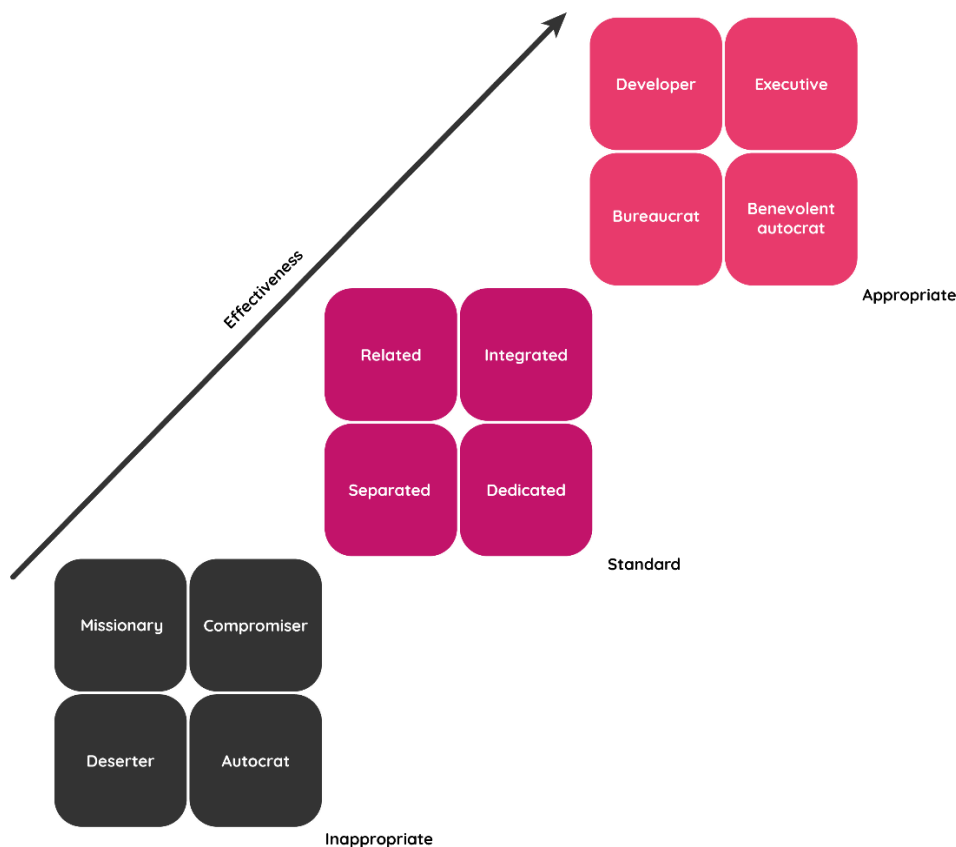 Developer
Executive
Bureaucrat
Benevolent
autocrat
Appropriate
Effectiveness
Related
Integrated
Separated
Dedicated
Standard
Missionary
Compromiser
Deserter
Autocrat
Inappropriate